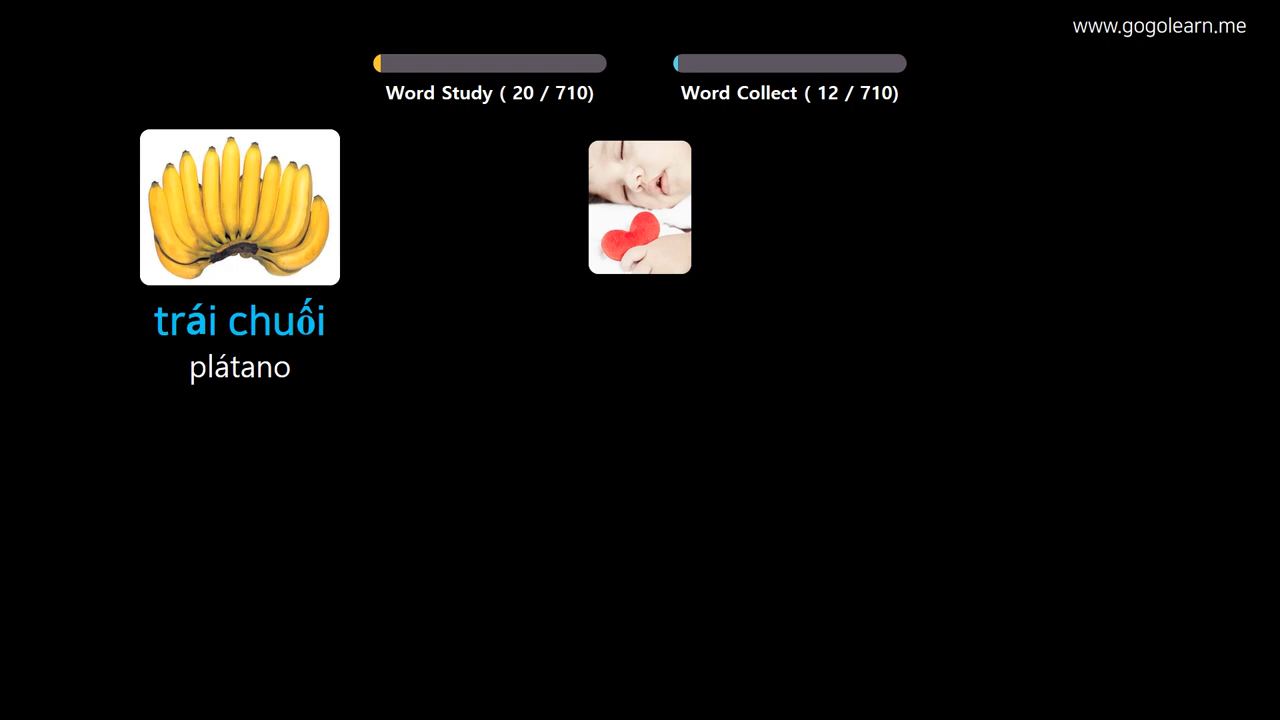 www.gogolearn.me
Word Study ( 20 / 710)
Word Collect ( 12 / 710)
trái chuối
plátano